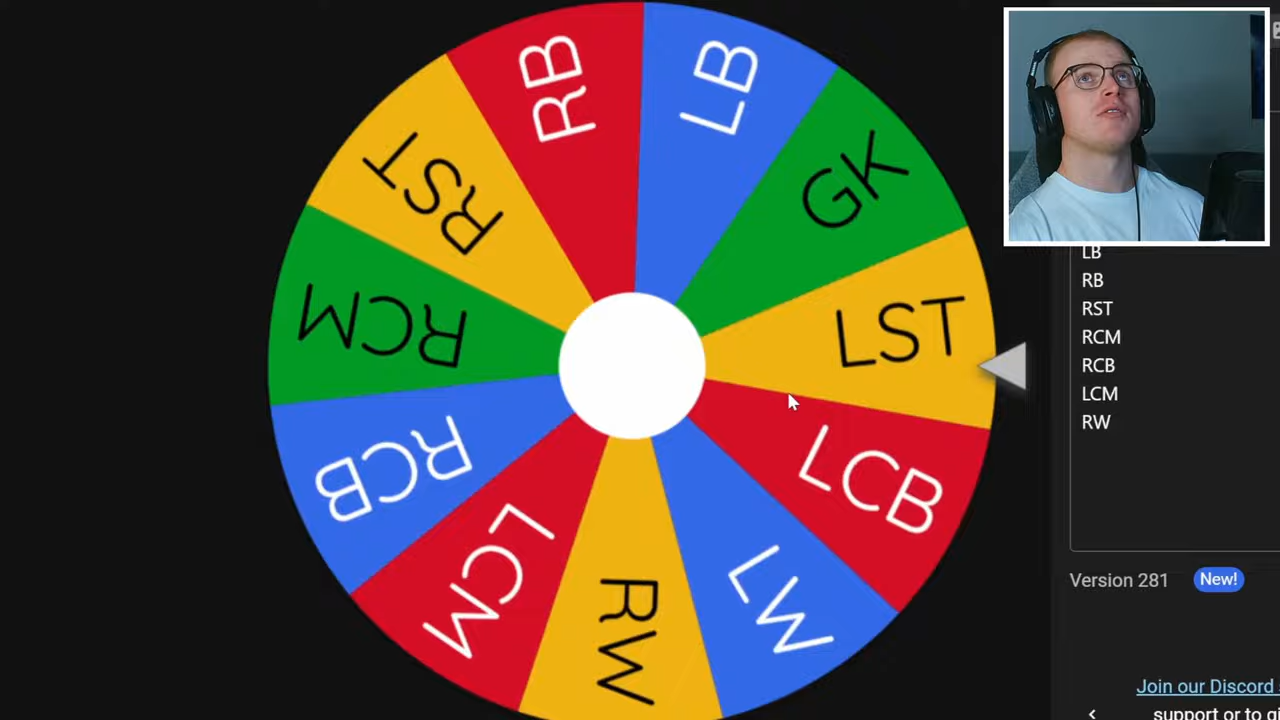 RB
LB
GK
LST
LCB
LW
RW
LCM
RCB
RCM
RST
LB
RB
RST
RCM
RCB
LCM
RW
Version 281 New!
Join our Discord
support or to gi